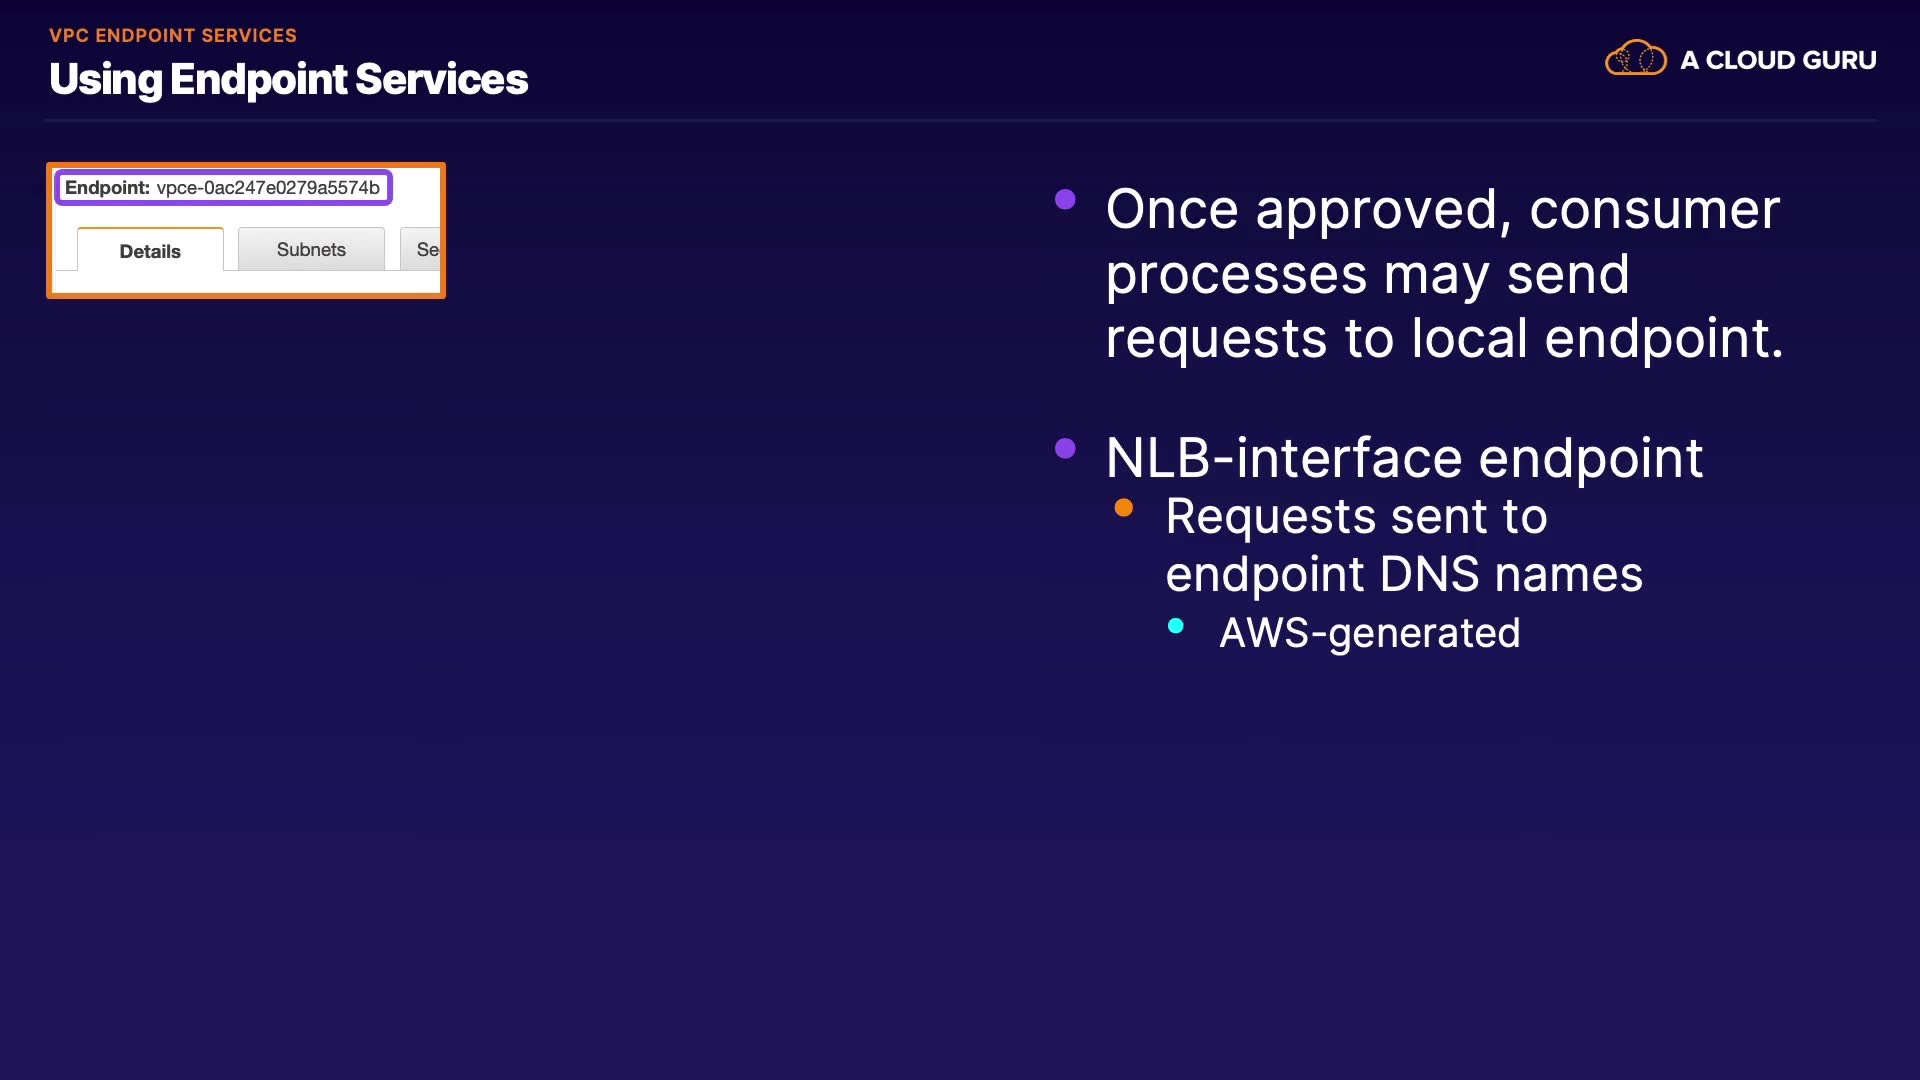 VPC ENDPOINT SERVICES
Using Endpoint Services
A CLOUD GURU
Endpoint: vpce-0ac247e0279a5574b
Details Subnets Se
Once approved, consumer
processes may send
requests to local endpoint.
NLB-interface endpoint
Requests sent to
endpoint DNS names
AWS-generated